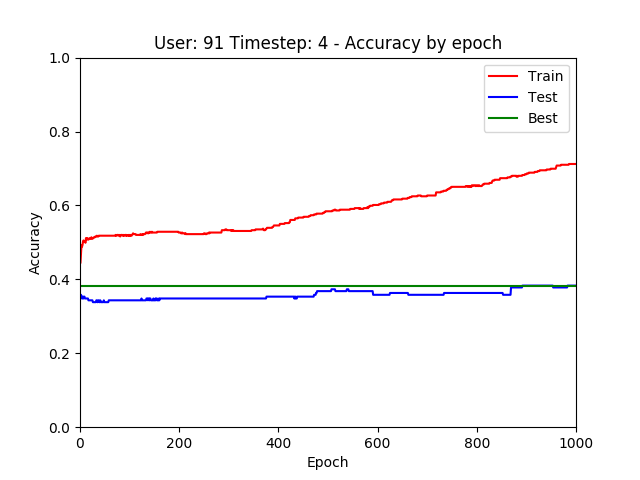 User: 91 Timestep: 4 - Accuracy by epoch
1.0
0.8
0.6
0.4
0.2
0.0
Accuracy
Train
Test
Best
0 200 400 600 800 1000
Epoch